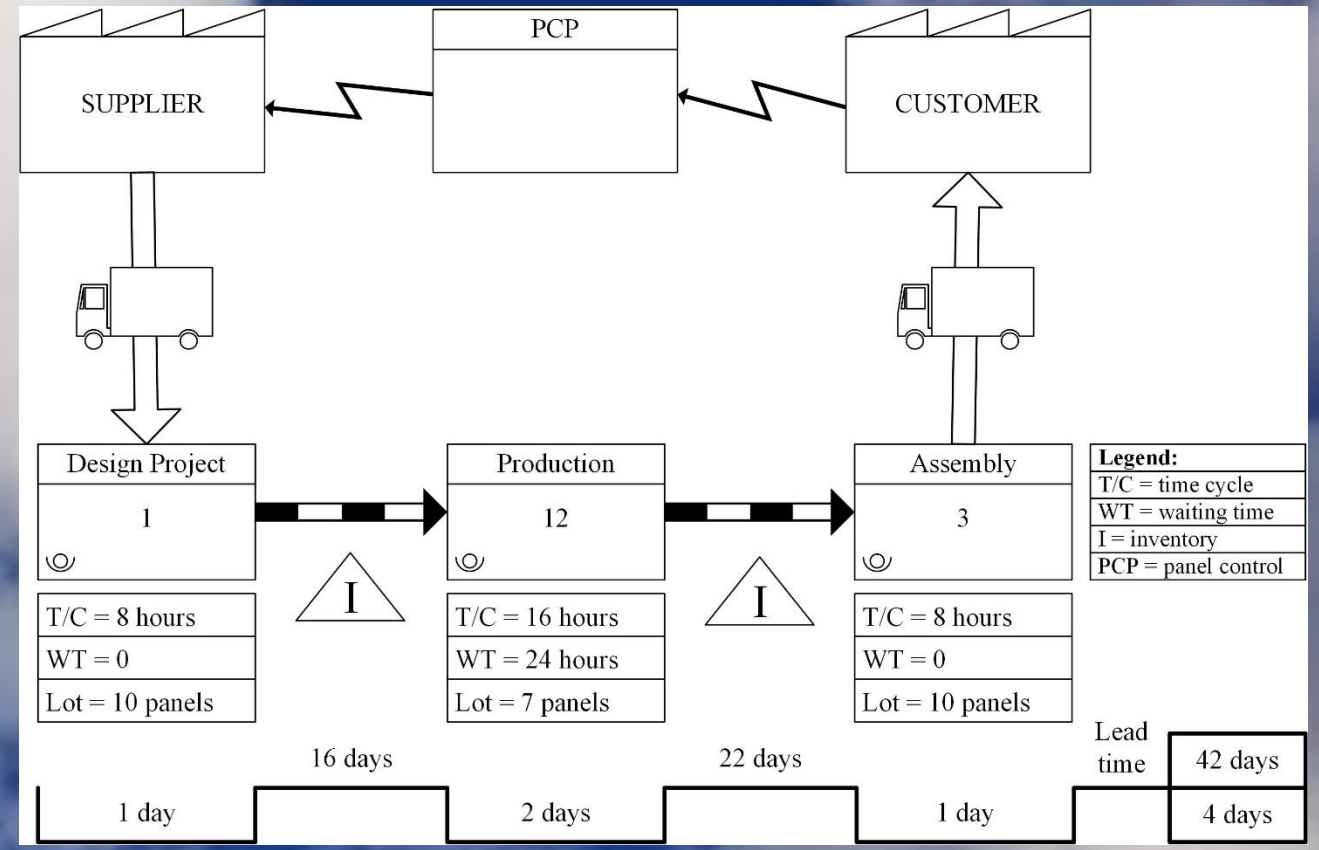 SUPPLIER
PCP
CUSTOMER
Design Project
1
T/C = 8 hours
WT = 0
Lot = 10 panels
I
Production
12
T/C = 16 hours
WT = 24 hours
Lot = 7 panels
I
Assembly
3
T/C = 8 hours
WT = 0
Lot = 10 panels
Legend:
T/C = time cycle
WT = waiting time
I = inventory
PCP = panel control
1 day
16 days
2 days
22 days
1 day
Lead
time
42 days
4 days